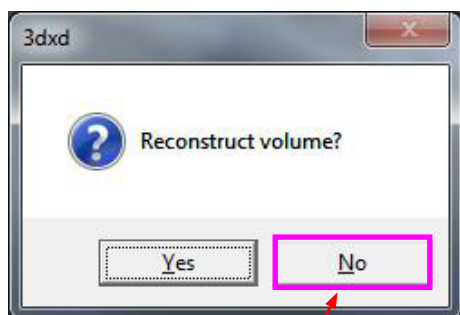 3dxd
Reconstruct volume?
Yes
No